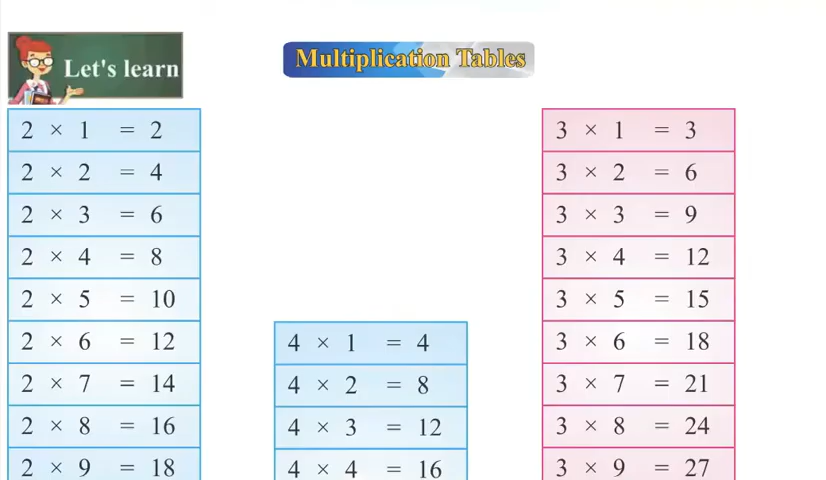 Let's learn
Multiplication Tables
2 × 1 = 2
2 × 2 = 4
2 × 3 = 6
2 × 4 = 8
2 × 5 = 10
2 × 6 = 12
2 × 7 = 14
2 × 8 = 16
2 × 9 = 18
4 × 1 = 4
4 × 2 = 8
4 × 3 = 12
4 × 4 = 16
3 × 1 = 3
3 × 2 = 6
3 × 3 = 9
3 × 4 = 12
3 × 5 = 15
3 × 6 = 18
3 × 7 = 21
3 × 8 = 24
3 × 9 = 27